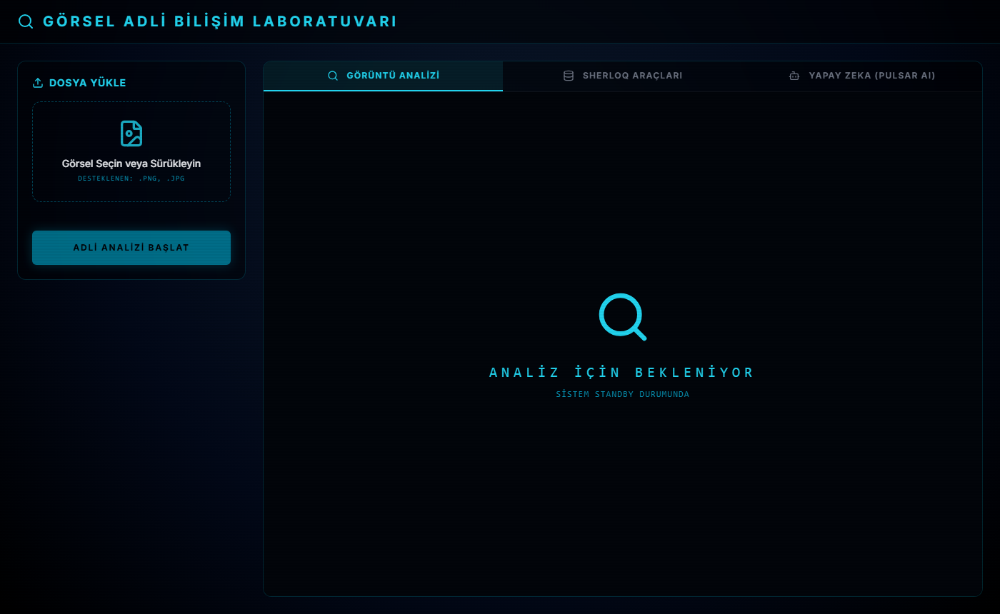 GÖRSEL ADLİ BİLİŞİM LABORATUVARI
DOSYA YÜKLE
Görsel Seçin veya Sürükleyin
DESTEKLENEN: .PNG, .JPG
ADLİ ANALİZİ BAŞLAT
GÖRÜNTÜ ANALİZİ
SHERLOQ ARAÇLARI
YAPAY ZEKA (PULSAR AI)
ANALİZ İÇİN BEKLENİYOR
SİSTEM STANDBY DURUMUNDA